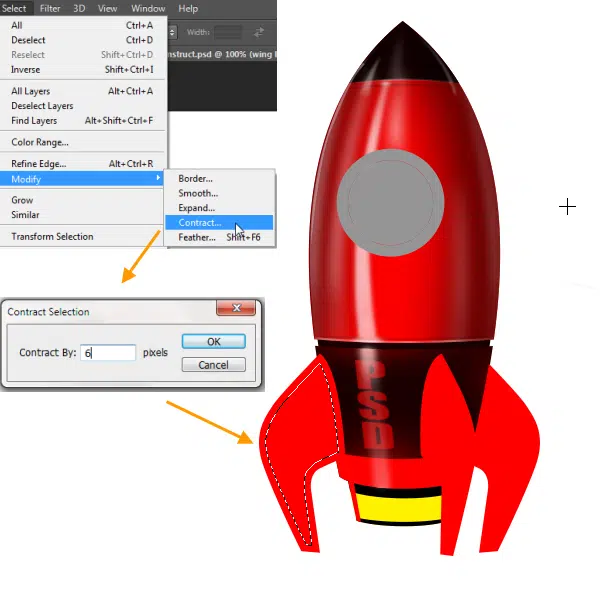 Select Filter 3D View Window Help
All Ctrl+A
Deselect Ctrl+D
Reselect Shift+Ctrl+D
Inverse Shift+Ctrl+I
All Layers Alt+Ctrl+A
Deselect Layers
Find Layers Alt+Shift+Ctrl+F
Color Range...
Refine Edge... Alt+Ctrl+R
Modify
Grow
Similar
Transform Selection
Width:
nstruct.psd @ 100% (wing
Border...
Smooth...
Expand...
Contract...
Feather... Shift+F6
Contract Selection
Contract By: 6 pixels
OK
Cancel
PSD